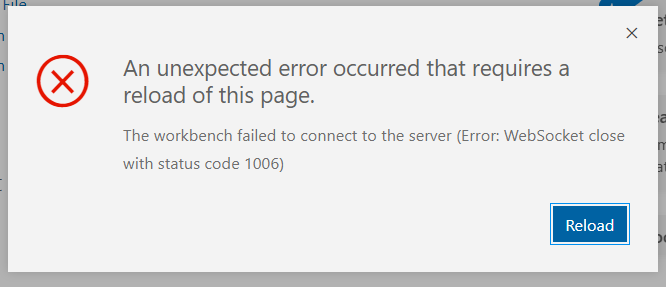 File
An unexpected error occurred that requires a
reload of this page.
The workbench failed to connect to the server (Error: WebSocket close
with status code 1006)
Reload